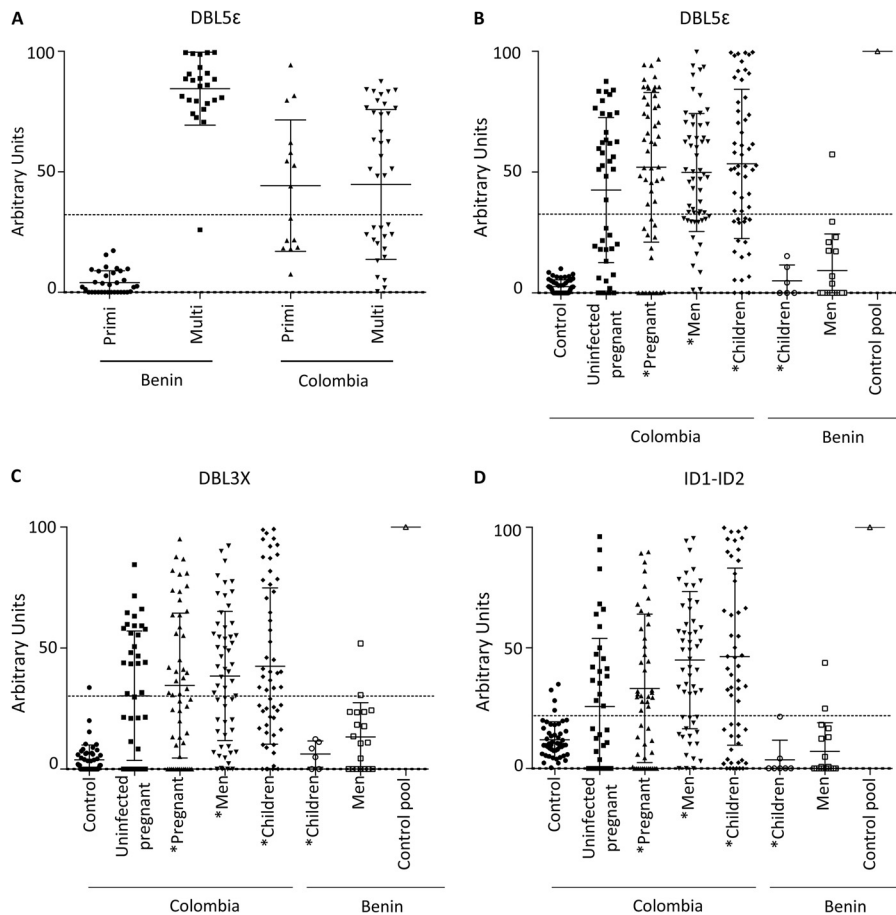 A
DBL5ε
Arbitrary Units
100
50
0
Primi
Multi
Primi
Multi
Benin
Colombia
B
DBL5ε
Arbitrary Units
100
50
0
Control
Uninfected
pregnant
*Pregnant
*Men
*Children
*Children
Men
Control pool
Colombia
Benin
C
DBL3X
Arbitrary Units
100
50
0
Control
Uninfected
pregnant
*Pregnant
*Men
*Children
*Children
Men
Control pool
Colombia
Benin
D
ID1-ID2
Arbitrary Units
100
50
0
Control
Uninfected
pregnant
*Pregnant
*Men
*Children
*Children
Men
Control pool
Colombia
Benin